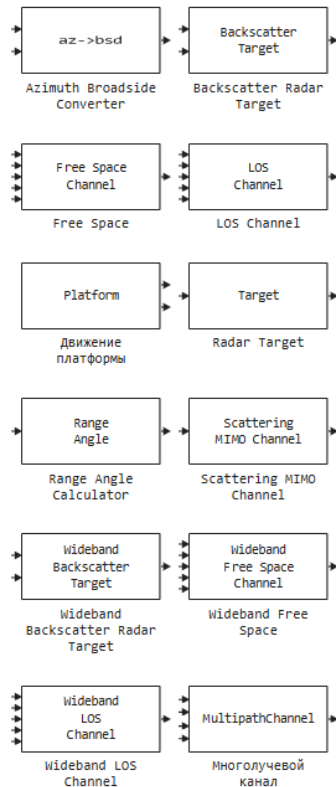 az->bsd
Azimuth Broadside
Converter
Backscatter
Target
Backscatter Radar
Target
Free Space
Channel
Free Space
LOS
Channel
LOS Channel
Platform
Движение
платформы
Target
Radar Target
Range
Angle
Range Angle
Calculator
Scattering
MIMO Channel
Scattering MIMO
Channel
Wideband
Backscatter
Target
Wideband
Backscatter Radar
Target
Wideband
Free Space
Channel
Wideband Free
Space
Wideband
LOS
Channel
Wideband LOS
Channel
MultipathChannel
Многолучевой
канал